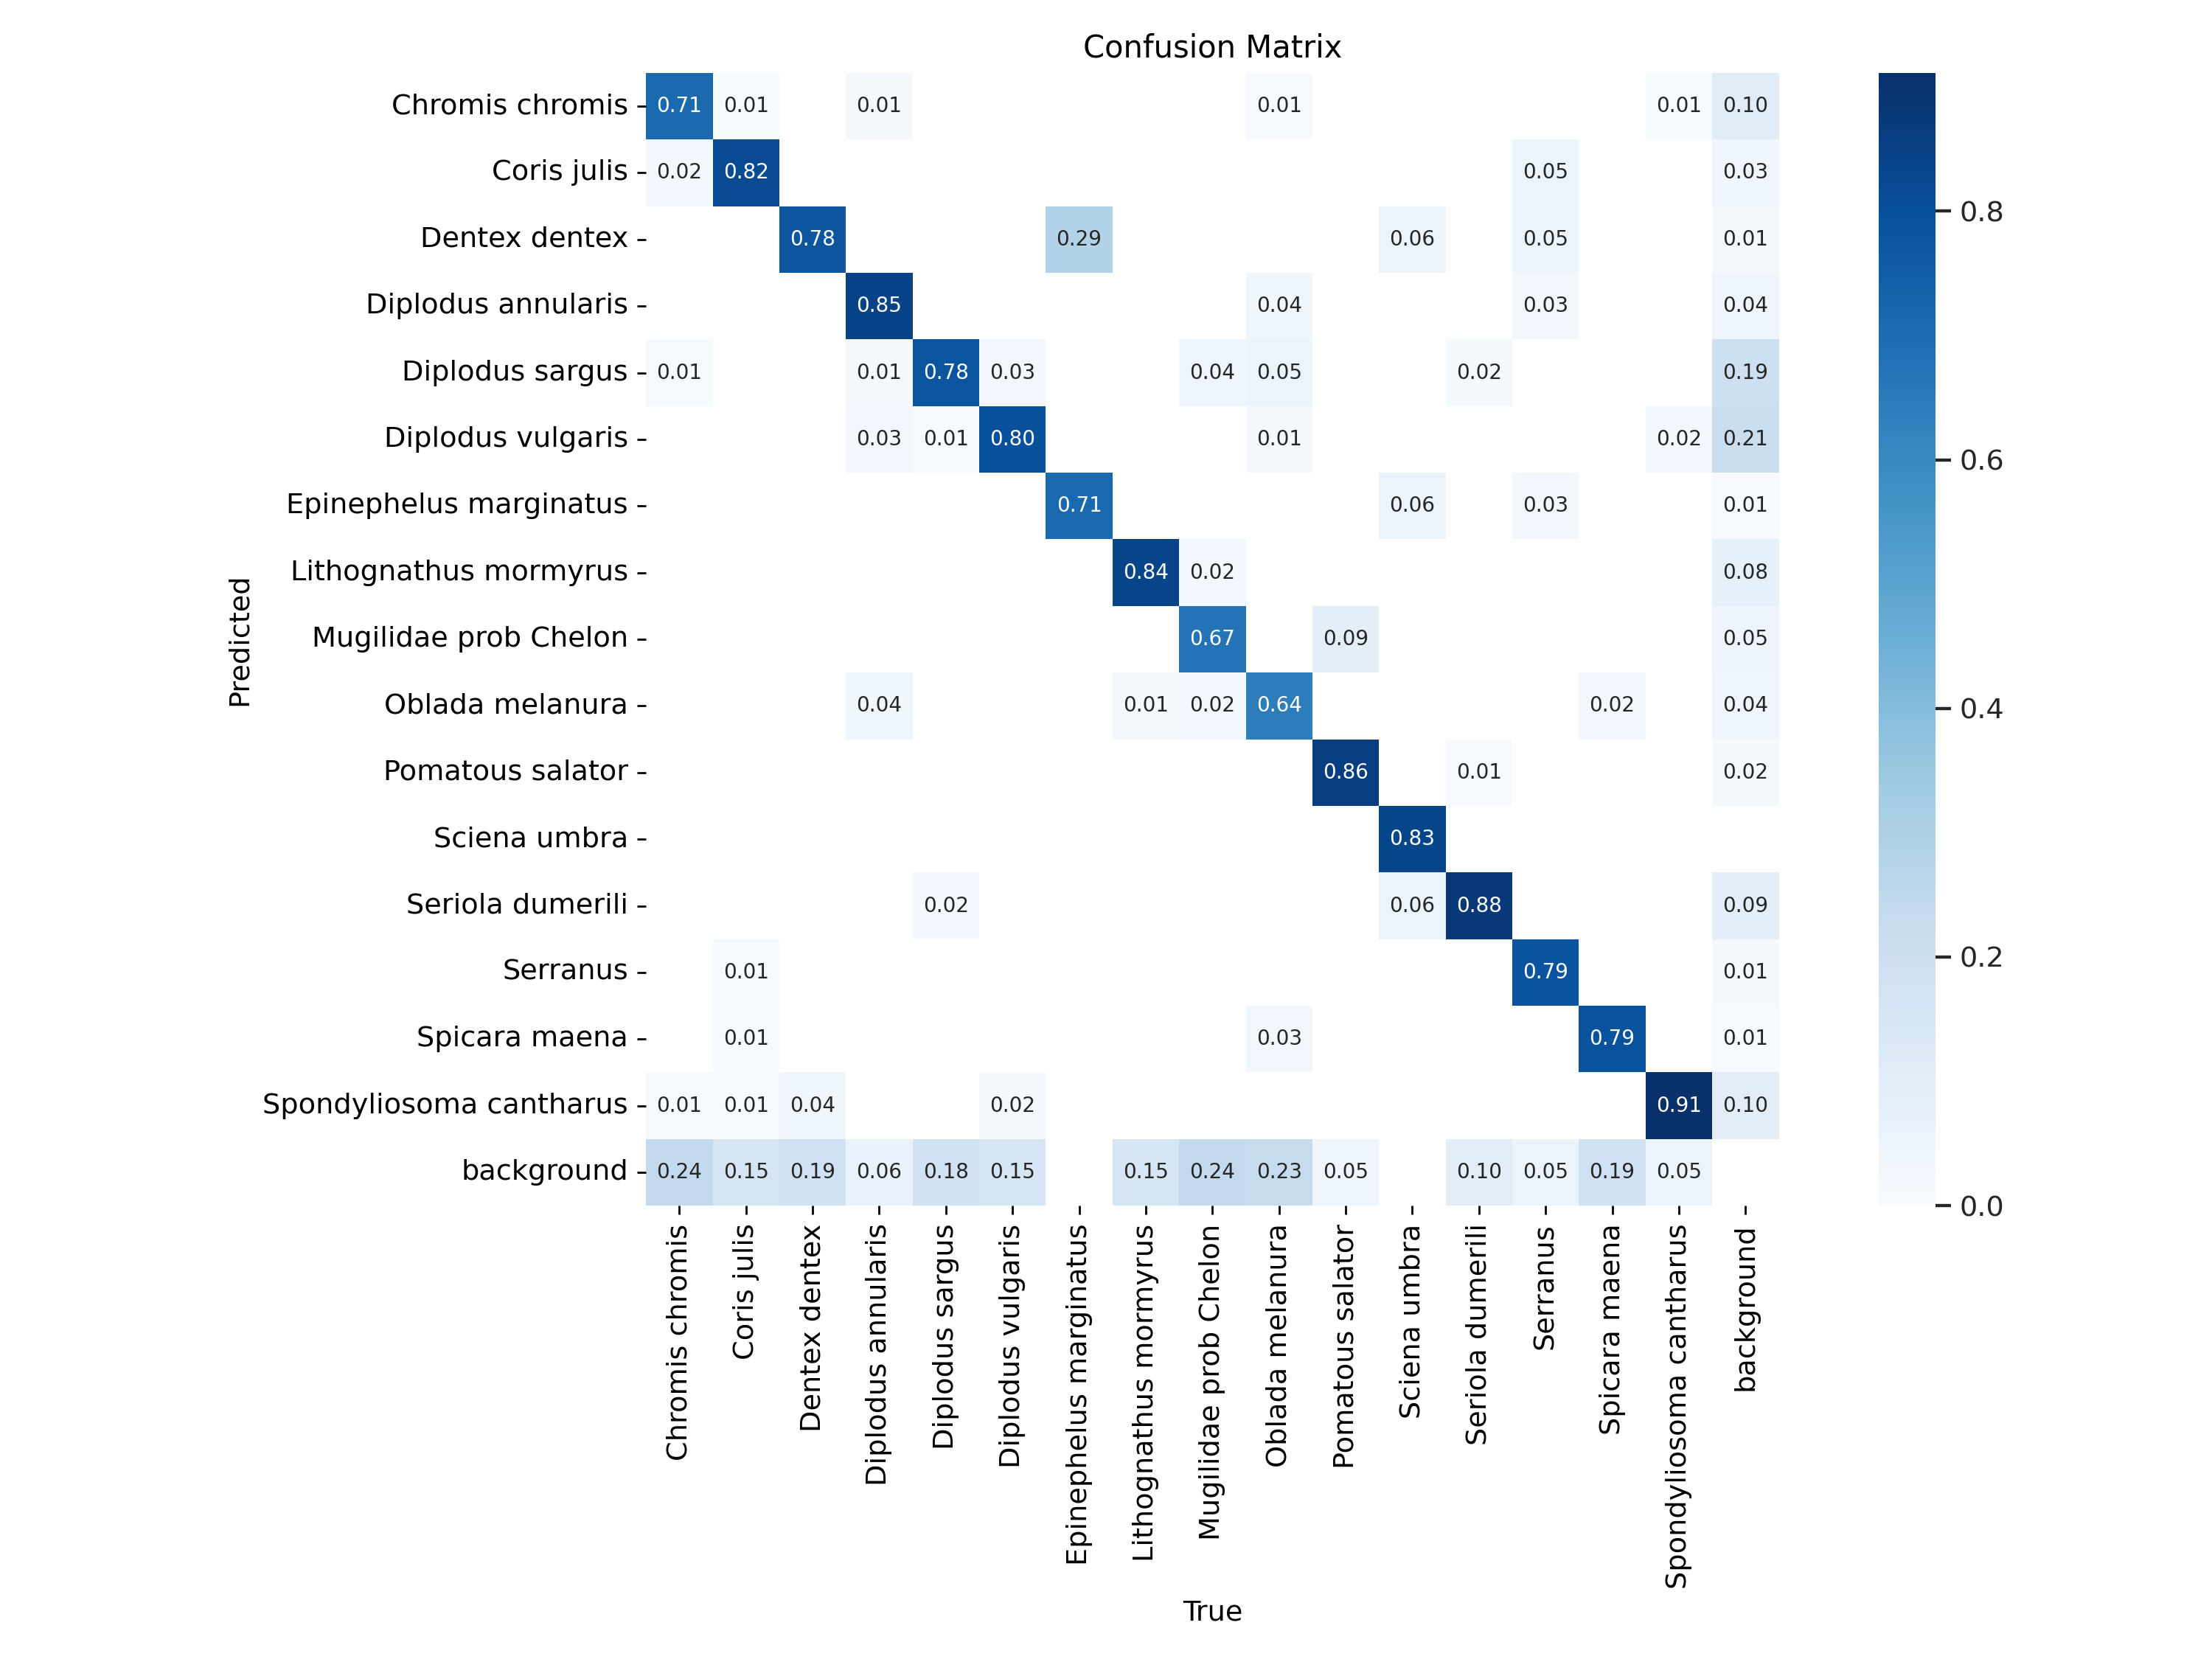 Confusion Matrix
Chromis chromis 0.71 0.01 0.01 0.01 0.01 0.10
Coris julis 0.02 0.82 0.05 0.03
Dentex dentex 0.78 0.29 0.06 0.05 0.01
Diplodus annularis 0.85 0.04 0.03 0.04
Diplodus sargus 0.01 0.01 0.78 0.03 0.04 0.05 0.02 0.19
Diplodus vulgaris 0.03 0.01 0.80 0.01 0.02 0.21
Epinephelus marginatus 0.71 0.06 0.03 0.01
Lithognathus mormyrus 0.84 0.02 0.08
Mugilidae prob Chelon 0.67 0.09 0.05
Oblada melanura 0.04 0.01 0.02 0.64 0.02 0.04
Pomatous salator 0.86 0.01 0.02
Sciena umbra 0.83
Seriola dumerili 0.02 0.06 0.88 0.09
Serranus 0.01 0.79 0.01
Spicara maena 0.01 0.03 0.79 0.01
Spondyliosoma cantharus 0.01 0.01 0.04 0.02 0.91 0.10
background 0.24 0.15 0.19 0.06 0.18 0.15 0.15 0.24 0.23 0.05 0.10 0.05 0.19 0.05
Predicted
Chromis chromis
Coris julis
Dentex dentex
Diplodus annularis
Diplodus sargus
Diplodus vulgaris
Epinephelus marginatus
Lithognathus mormyrus
Mugilidae prob Chelon
Oblada melanura
Pomatous salator
Sciena umbra
Seriola dumerili
Serranus
Spicara maena
Spondyliosoma cantharus
background
True
0.8
0.6
0.4
0.2
0.0